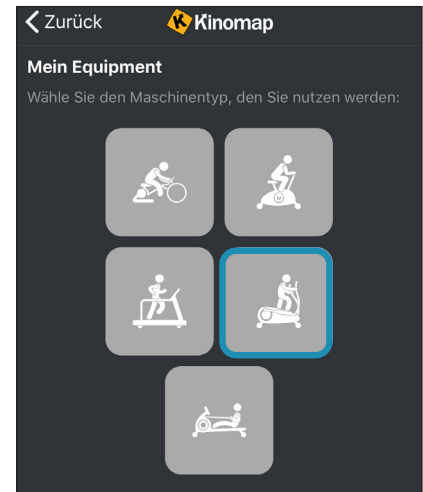 Zurück
Kinomap
Mein Equipment
Wähle Sie den Maschinentyp, den Sie nutzen werden: